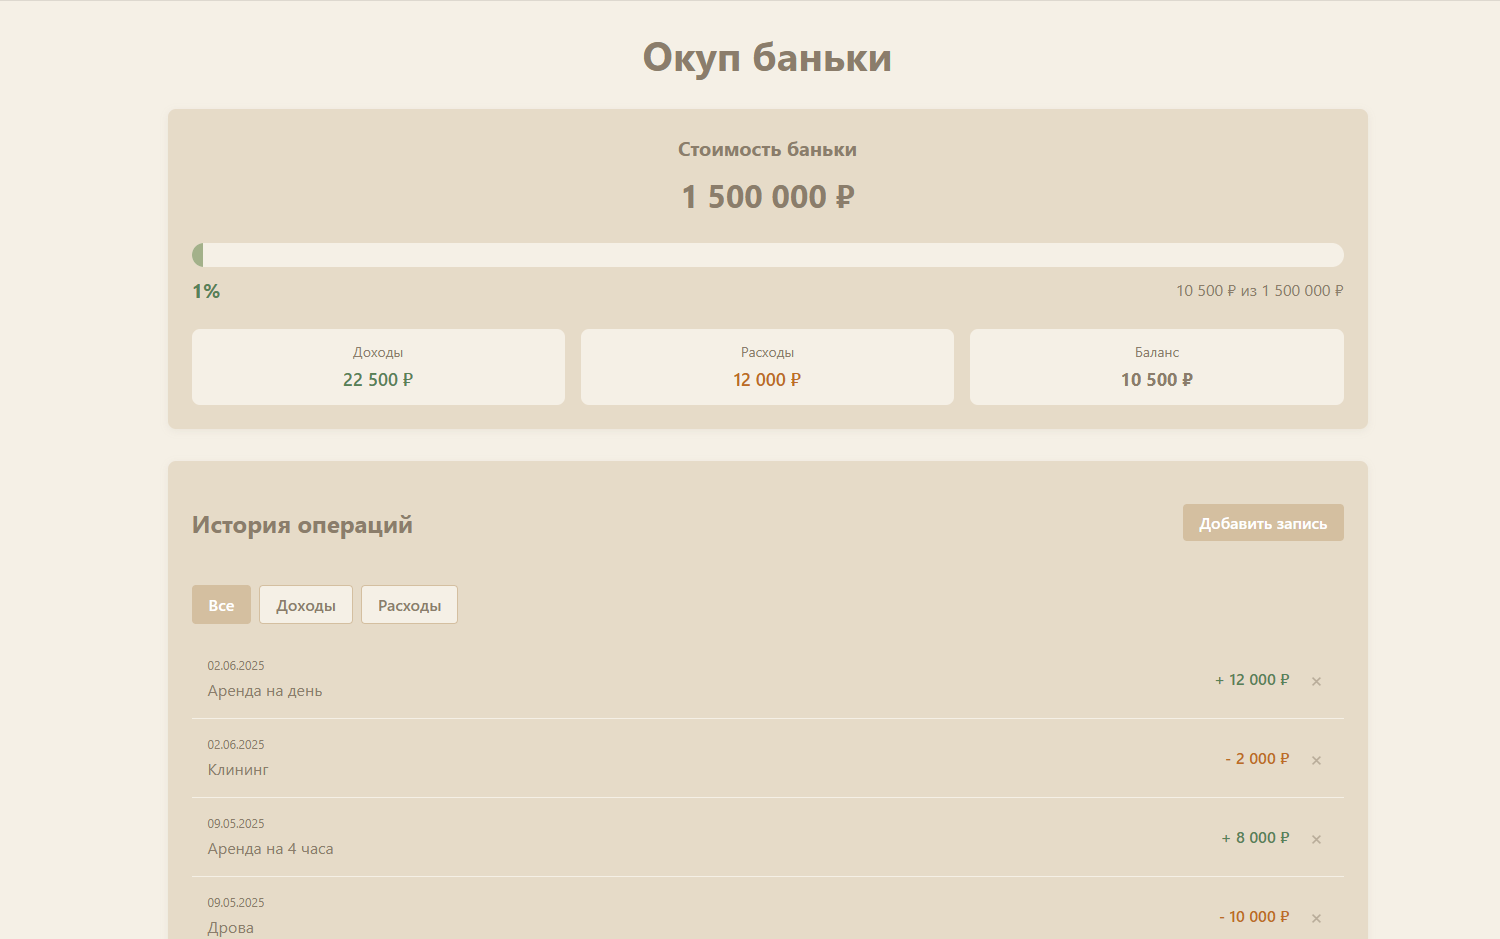 Окуп баньки
Стоимость баньки
1 500 000 ₽
1%
10 500 ₽ из 1 500 000 ₽
Доходы
22 500 ₽
Расходы
12 000 ₽
Баланс
10 500 ₽
История операций
Добавить запись
Все
Доходы
Расходы
02.06.2025
Аренда на день
+ 12 000 ₽ ×
02.06.2025
Клининг
- 2 000 ₽ ×
09.05.2025
Аренда на 4 часа
+ 8 000 ₽ ×
09.05.2025
Дрова
- 10 000 ₽ ×